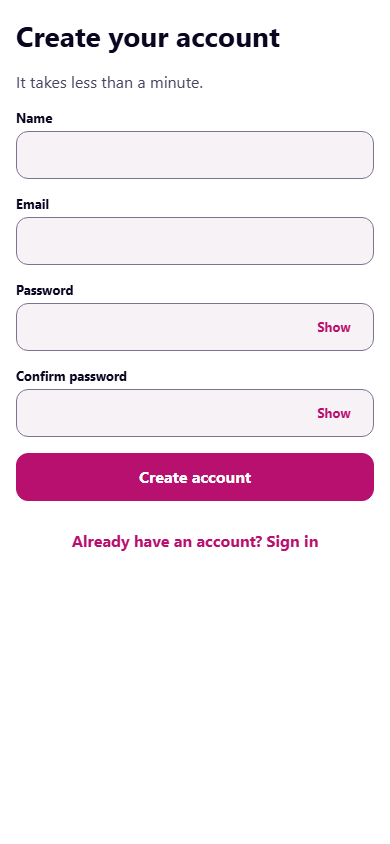 Create your account
It takes less than a minute.
Name
Email
Password
Show
Confirm password
Show
Create account
Already have an account? Sign in